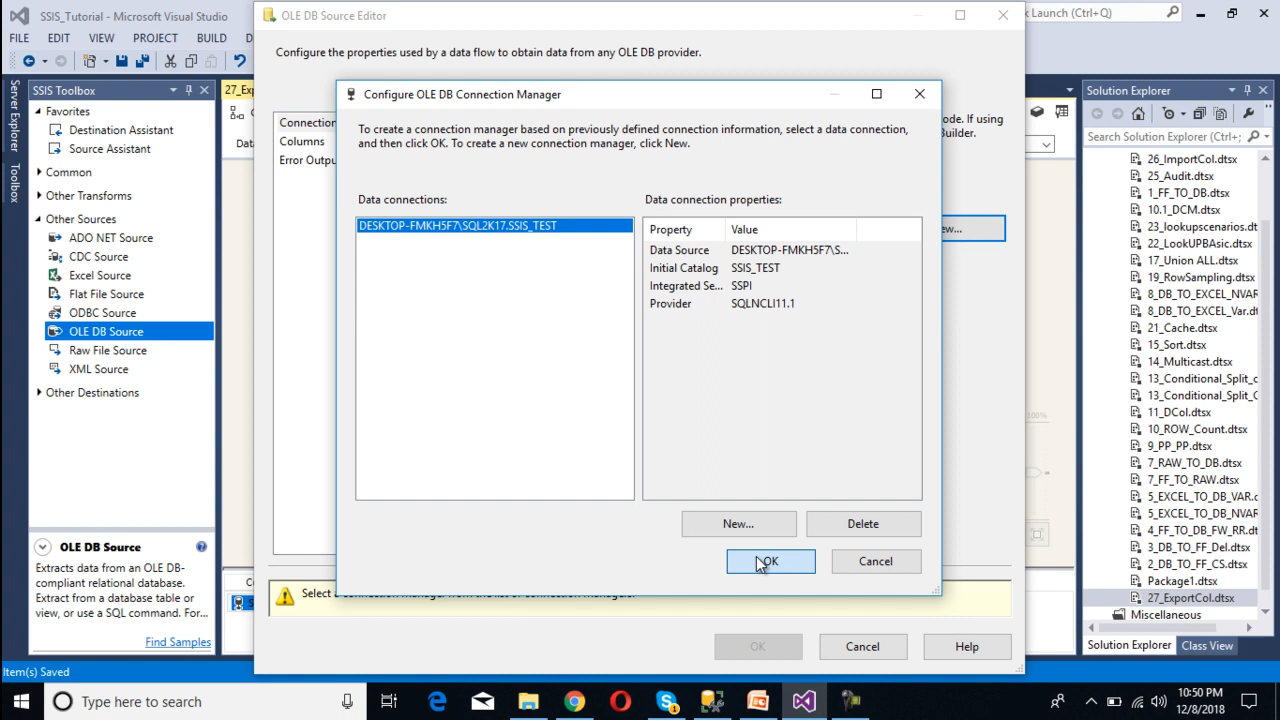 SSIS_Tutorial - Microsoft Visual Studio
OLE DB Source Editor
Launch (Ctrl+Q)
FILE EDIT VIEW PROJECT BUILD
Configure the properties used by a data flow to obtain data from any OLE DB provider.
Server Explorer
Toolbox
SSIS Toolbox
Favorites
Destination Assistant
Source Assistant
Common
Other Transforms
Other Sources
ADO NET Source
CDC Source
Excel Source
Flat File Source
ODBC Source
OLE DB Source
Raw File Source
XML Source
Other Destinations
OLE DB Source
Extracts data from an OLE DB-
compliant relational database.
Extract from a database table or
view, or use a SQL command. For...
Find Samples
Item(s) Saved
Connection
Columns
Configure OLE DB Connection Manager
To create a connection manager based on previously defined connection information, select a data connection,
and then click OK. To create a new connection manager, click New.
Data connections:
DESKTOP-FMKH5F7\SQL2K17.SSIS_TEST
Data connection properties:
Property Value
Data Source DESKTOP-FMKH5F7\S...
Initial Catalog SSIS_TEST
Integrated Se... SSPI
Provider SQLNCLI11.1
New... Delete
OK Cancel
ode. If using
OK Cancel Help
100%
Solution Explorer
Search Solution Explorer (Ctrl+;
26_ImportCol.dtsx
25_Audit.dtsx
1_FF_TO_DB.dtsx
10.1_DCM.dtsx
23_lookupscenarios.dt
22_LookUPBAsic.dtsx
17_Union ALL.dtsx
19_RowSampling.dtsx
8_DB_TO_EXCEL_NVAR
8_DB_TO_EXCEL_Var.dt
21_Cache.dtsx
15_Sort.dtsx
14_Multicast.dtsx
13_Conditional_Split_c
13_Conditional_Split_C
11_DCol.dtsx
10_ROW_Count.dtsx
9_PP_PP.dtsx
7_RAW_TO_DB.dtsx
7_FF_TO_RAW.dtsx
5_EXCEL_TO_DB_VAR.c
5_EXCEL_TO_DB_NVAR
4_FF_TO_DB_FW_RR.dt
3_DB_TO_FF_Del.dtsx
2_DB_TO_FF_CS.dtsx
Package1.dtsx
27_ExportCol.dtsx
Miscellaneous
Solution Explorer Class View
Type here to search
10:50 PM
12/8/2018